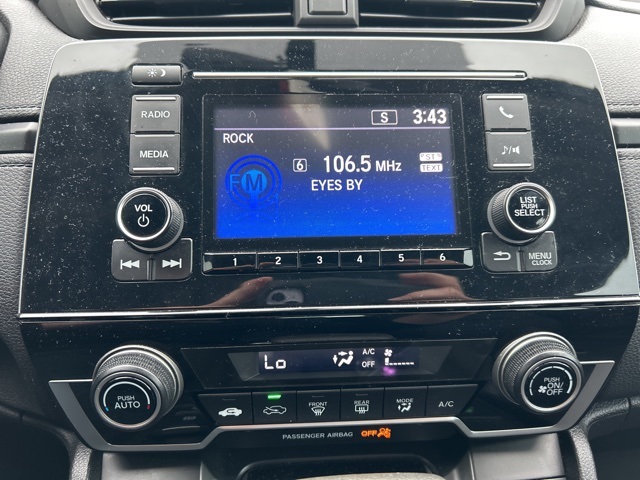 S 3:43
RADIO
ROCK
MEDIA
6 106.5 MHz ST
TEXT
FM
EYES BY
VOL
LIST
PUSH
SELECT
1 2 3 4 5 6
MENU
CLOCK
Lo A/C
OFF
PUSH
AUTO
FRONT REAR MODE A/C
PUSH
ON/
OFF
PASSENGER AIRBAG OFF